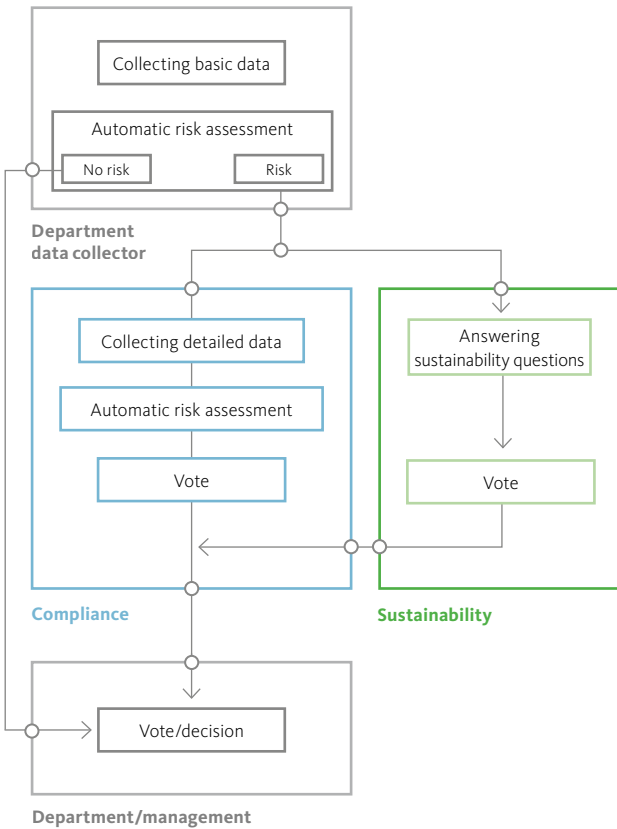 Collecting basic data
Automatic risk assessment
No risk
Risk
Department
data collector
Collecting detailed data
Automatic risk assessment
Vote
Compliance
Answering
sustainability questions
Vote
Sustainability
Vote/decision
Department/management